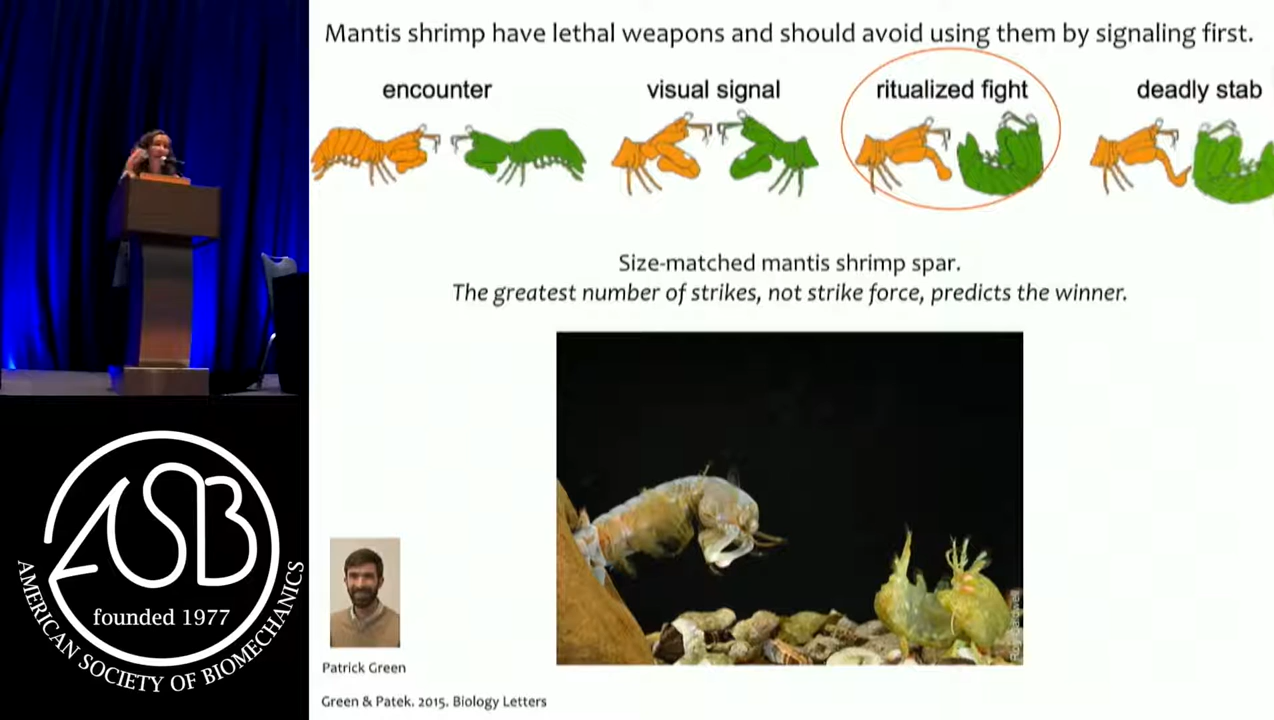 Mantis shrimp have lethal weapons and should avoid using them by signaling first.
encounter
visual signal
ritualized fight
deadly stab
Size-matched mantis shrimp spar.
The greatest number of strikes, not strike force, predicts the winner.
Patrick Green
Green & Patek. 2015. Biology Letters
ASB
founded 1977
AMERICAN SOCIETY OF BIOMECHANICS